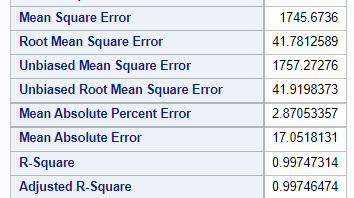 Mean Square Error 1745.6736
Root Mean Square Error 41.7812589
Unbiased Mean Square Error 1757.27276
Unbiased Root Mean Square Error 41.9198373
Mean Absolute Percent Error 2.87053357
Mean Absolute Error 17.0518131
R-Square 0.99747314
Adjusted R-Square 0.99746474